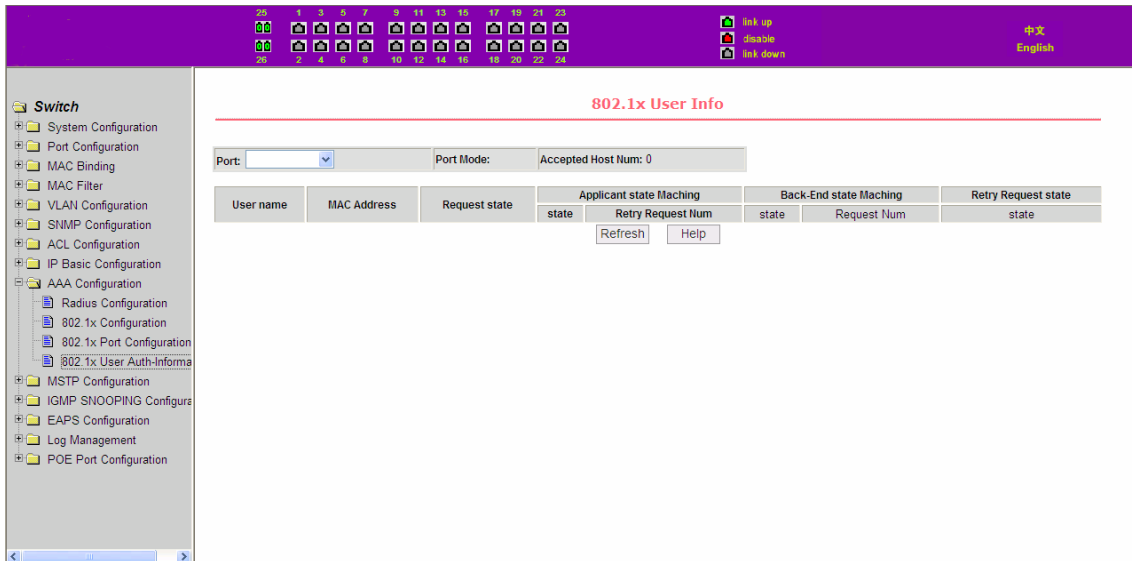 25 1 3 5 7 9 11 13 15 17 19 21 23
26 2 4 6 8 10 12 14 16 18 20 22 24
link up
disable
link down
中文
English
Switch
System Configuration
Port Configuration
MAC Binding
MAC Filter
VLAN Configuration
SNMP Configuration
ACL Configuration
IP Basic Configuration
AAA Configuration
Radius Configuration
802.1x Configuration
802.1x Port Configuration
802.1x User Auth-Informa
MSTP Configuration
IGMP SNOOPING Configura
EAPS Configuration
Log Management
POE Port Configuration
802.1x User Info
Port: Port Mode: Accepted Host Num: 0
User name MAC Address Request state Applicant state Maching Back-End state Maching Retry Request state
state Retry Request Num state Request Num state
Refresh Help